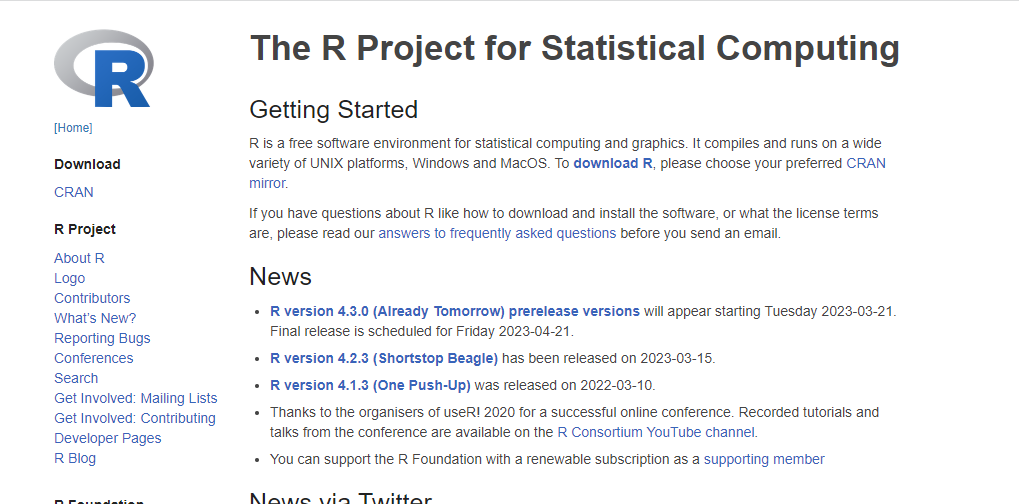 R
[Home]
Download
CRAN
R Project
About R
Logo
Contributors
What's New?
Reporting Bugs
Conferences
Search
Get Involved: Mailing Lists
Get Involved: Contributing
Developer Pages
R Blog
R Foundation
The R Project for Statistical Computing
Getting Started
R is a free software environment for statistical computing and graphics. It compiles and runs on a wide
variety of UNIX platforms, Windows and MacOS. To download R, please choose your preferred CRAN
mirror.
If you have questions about R like how to download and install the software, or what the license terms
are, please read our answers to frequently asked questions before you send an email.
News
• R version 4.3.0 (Already Tomorrow) prerelease versions will appear starting Tuesday 2023-03-21.
Final release is scheduled for Friday 2023-04-21.
• R version 4.2.3 (Shortstop Beagle) has been released on 2023-03-15.
• R version 4.1.3 (One Push-Up) was released on 2022-03-10.
• Thanks to the organisers of useR! 2020 for a successful online conference. Recorded tutorials and
talks from the conference are available on the R Consortium YouTube channel.
• You can support the R Foundation with a renewable subscription as a supporting member
News via Twitter